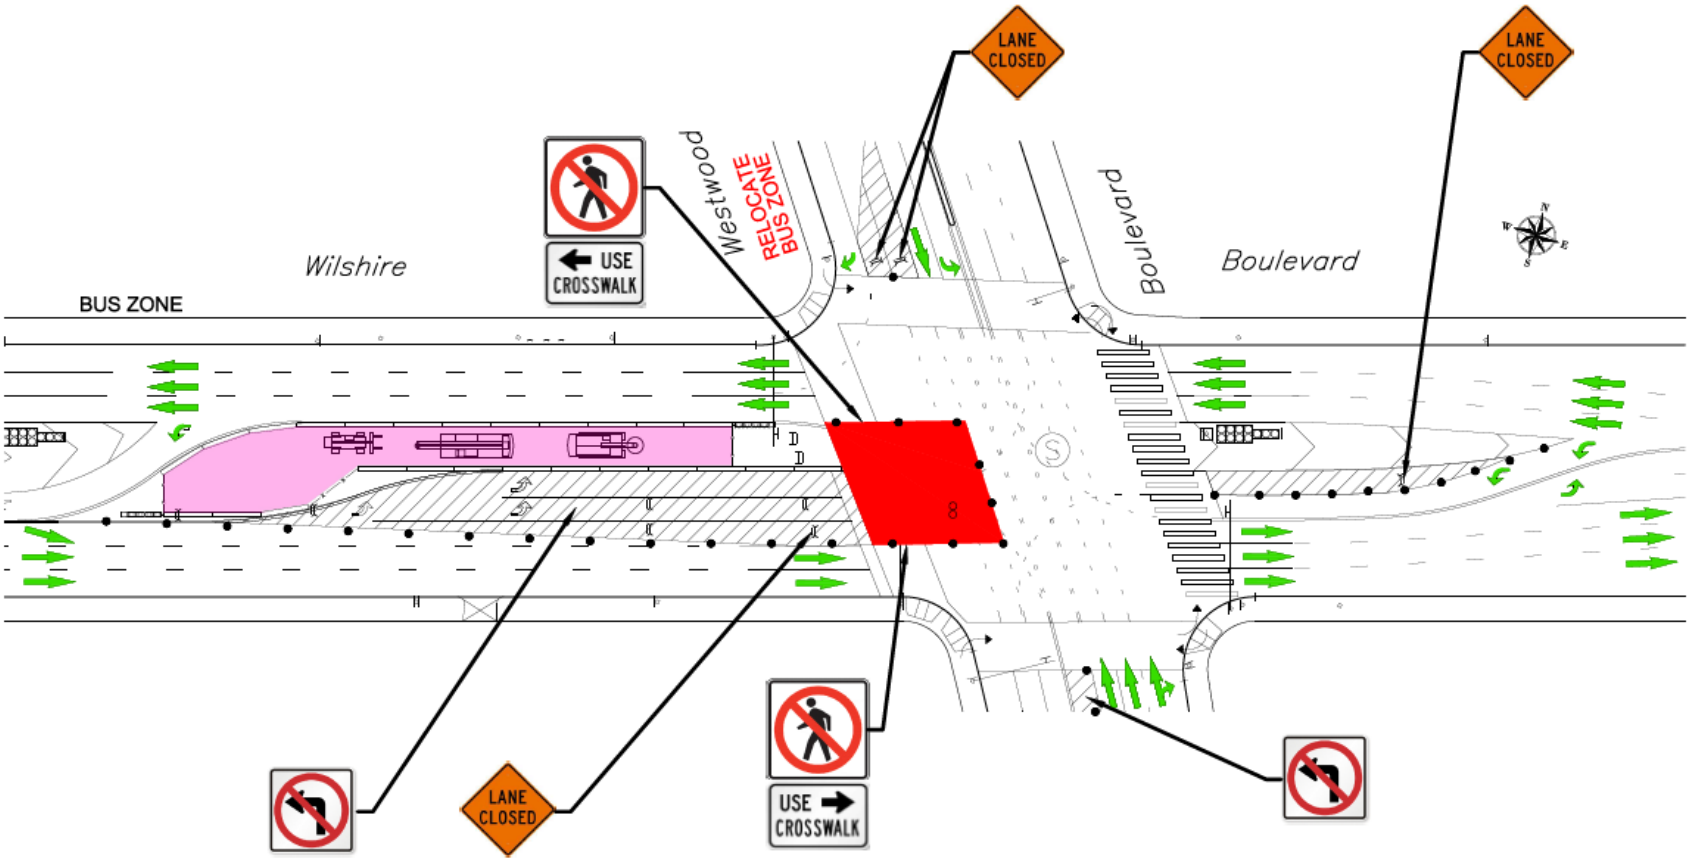 LANE
CLOSED
LANE
CLOSED
Westwood
RELOCATE
BUS ZONE
Boulevard
USE
CROSSWALK
N
W
E
S
Wilshire
Boulevard
BUS ZONE
S
8
LANE
CLOSED
USE
CROSSWALK